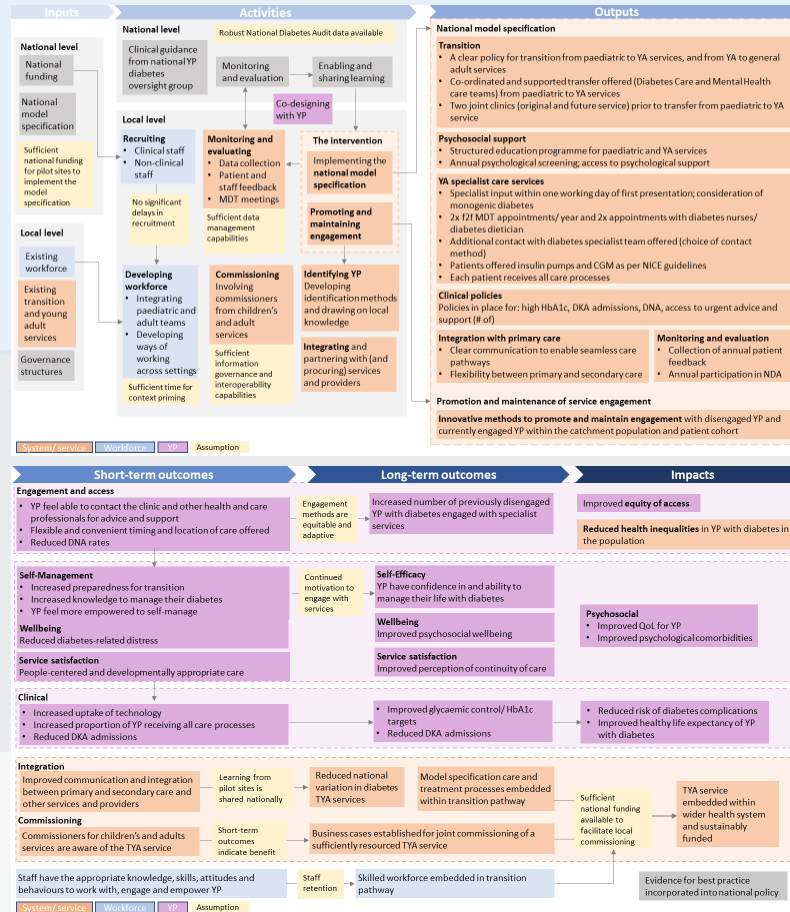 Inputs
Activities
Outputs
National level
National
funding
National
model
specification
Sufficient
national funding
for pilot sites to
implement the
model
specification
Local level
Existing
workforce
Existing
transition
and young
adult
services
Governance
structures
National level
Robust National Diabetes Audit data available
Clinical guidance
from national YP
diabetes
oversight group
Monitoring
and evaluation
Enabling and
sharing learning
Co-designing
with YP
Local level
Recruiting
• Clinical staff
• Non-clinical
staff
No significant
delays in
recruitment
Developing
workforce
• Integrating
paediatric and
adult teams
• Developing
ways of
working
across settings
Sufficient time for
context priming
Monitoring and
evaluating
• Data collection
• Patient and
staff feedback
• MDT meetings
Sufficient data
management
capabilities
Commissioning
Involving
commissioners
from children's
and adult
services
Sufficient
information
governance and
interoperability
capabilities
The intervention
Implementing the
national model
specification
Promoting and
maintaining
engagement
Identifying YP
Developing
identification methods
and drawing on local
knowledge
Integrating and
partnering with (and
procuring) services
and providers
National model specification
Transition
• A clear policy for transition from paediatric to YA services, and from YA to general
adult services
• Co-ordinated and supported transfer offered (Diabetes Care and Mental Health
care teams) from paediatric to YA services
• Two joint clinics (original and future service) prior to transfer from paediatric to YA
service
Psychosocial support
• Structured education programme for paediatric and YA services
• Annual psychological screening; access to psychological support
YA specialist care services
• Specialist input within one working day of first presentation; consideration of
monogenic diabetes
• 2x f2f MDT appointments/ year and 2x appointments with diabetes nurses/
diabetes dietician
• Additional contact with diabetes specialist team offered (choice of contact
method)
• Patients offered insulin pumps and CGM as per NICE guidelines
• Each patient receives all care processes
Clinical policies
Policies in place for: high HbA1c, DKA admissions, DNA, access to urgent advice and
support (# of)
Integration with primary care
• Clear communication to enable seamless care
pathways
• Flexibility between primary and secondary care
Monitoring and evaluation
• Collection of annual patient
feedback
• Annual participation in NDA
Promotion and maintenance of service engagement
Innovative methods to promote and maintain engagement with disengaged YP and
currently engaged YP within the catchment population and patient cohort
System/ service
Workforce
YP
Assumption
Short-term outcomes
Long-term outcomes
Impacts
Engagement and access
• YP feel able to contact the clinic and other health and care
professionals for advice and support
• Flexible and convenient timing and location of care offered
• Reduced DNA rates
Engagement
methods are
equitable and
adaptive
Increased number of previously disengaged
YP with diabetes engaged with specialist
services
Improved equity of access
Reduced health inequalities in YP with diabetes in
the population
Self-Management
• Increased preparedness for transition
• Increased knowledge to manage their diabetes
• YP feel more empowered to self-manage
Wellbeing
Reduced diabetes-related distress
Service satisfaction
People-centered and developmentally appropriate care
Continued
motivation to
engage with
services
Self-Efficacy
YP have confidence in and ability to
manage their life with diabetes
Wellbeing
Improved psychosocial wellbeing
Service satisfaction
Improved perception of continuity of care
Psychosocial
• Improved QoL for YP
• Improved psychological comorbidities
Clinical
• Increased uptake of technology
• Increased proportion of YP receiving all care processes
• Reduced DKA admissions
• Improved glycaemic control/ HbA1c
targets
• Reduced DKA admissions
• Reduced risk of diabetes complications
• Improved healthy life expectancy of YP
with diabetes
Integration
Improved communication and integration
between primary and secondary care and
other services and providers
Learning from
pilot sites is
shared nationally
Reduced national
variation in diabetes
TYA services
Model specification care and
treatment processes embedded
within transition pathway
Commissioning
Commissioners for children's and adults
services are aware of the TYA service
Short-term
outcomes
indicate benefit
Business cases established for joint commissioning of a
sufficiently resourced TYA service
Sufficient
national funding
available to
facilitate local
commissioning
TYA service
embedded within
wider health system
and sustainably
funded
Staff have the appropriate knowledge, skills, attitudes and
behaviours to work with, engage and empower YP
Staff
retention
Skilled workforce embedded in transition
pathway
Evidence for best practice
incorporated into national policy
System/ service
Workforce
YP
Assumption